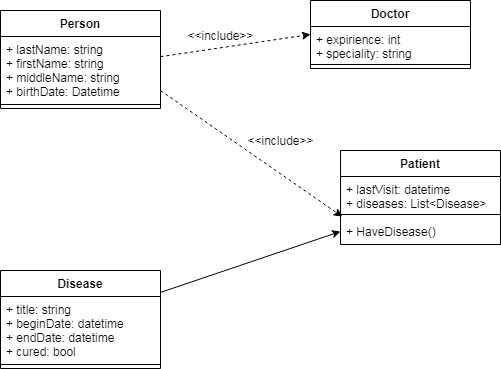 Person
+ lastName: string
+ firstName: string
+ middleName: string
+ birthDate: Datetime
<<include>>
Doctor
+ expirience: int
+ speciality: string
<<include>>
Patient
+ lastVisit: datetime
+ diseases: List<Disease>
+ HaveDisease()
Disease
+ title: string
+ beginDate: datetime
+ endDate: datetime
+ cured: bool